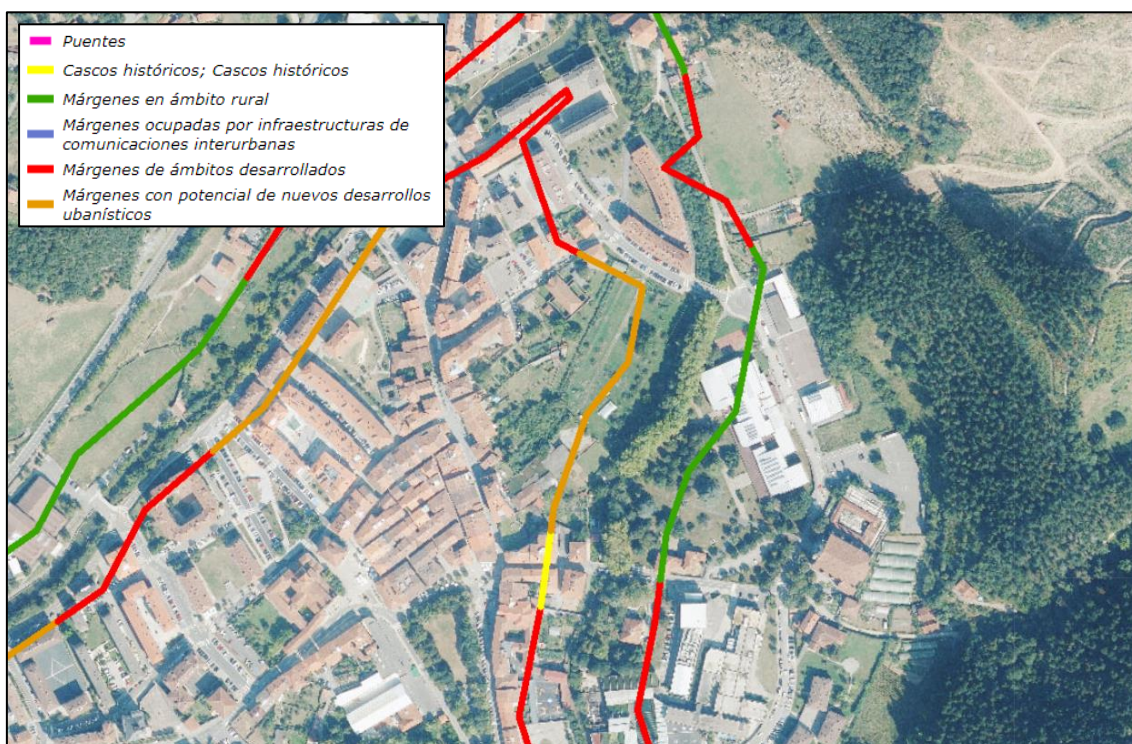 Puentes
Cascos históricos; Cascos históricos
Márgenes en ámbito rural
Márgenes ocupadas por infraestructuras de
comunicaciones interurbanas
Márgenes de ámbitos desarrollados
Márgenes con potencial de nuevos desarrollos
ubanísticos